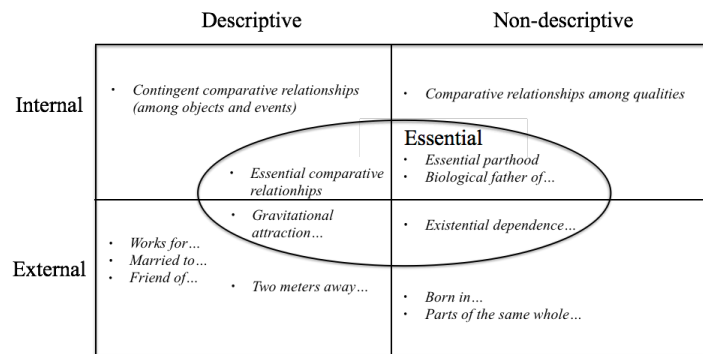 Descriptive
Non-descriptive
Internal
• Contingent comparative relationships
(among objects and events)
• Comparative relationships among qualities
Essential
• Essential comparative
relationhips
• Essential parthood
• Biological father of…
External
• Gravitational
attraction…
• Existential dependence…
• Works for…
• Married to…
• Friend of…
• Two meters away…
• Born in…
• Parts of the same whole…